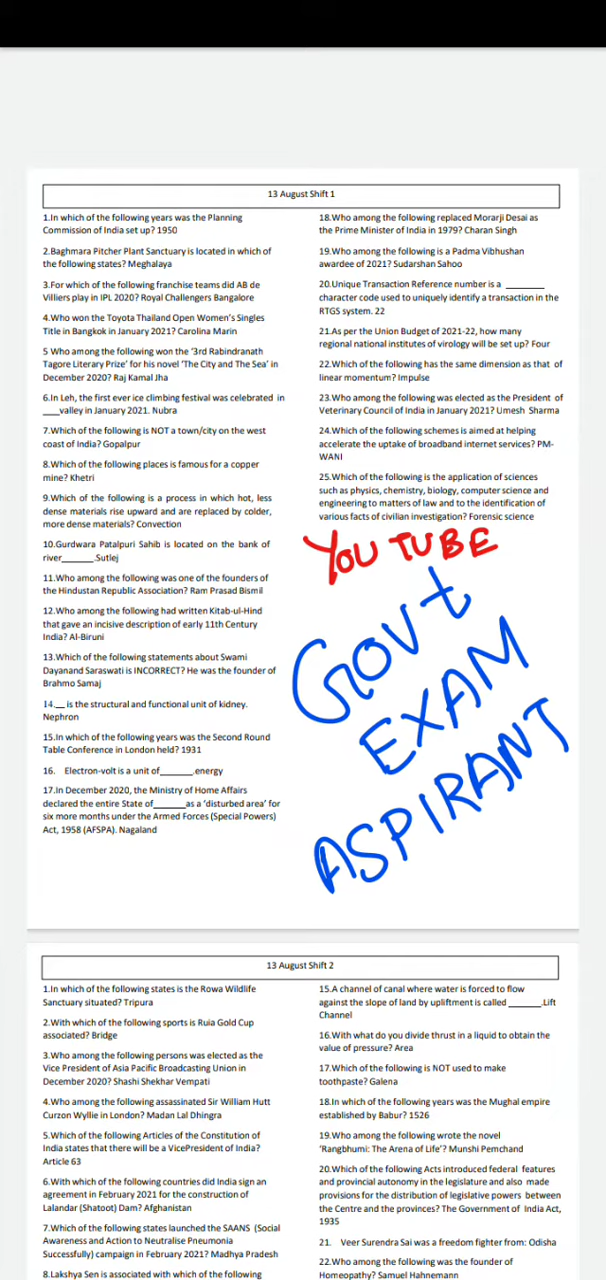 13 August Shift 1
1.In which of the following years was the Planning
Commission of India set up? 1950
2.Baghmara Pitcher Plant Sanctuary is located in which of
the following states? Meghalaya
3.For which of the following franchise teams did AB de
Villiers play in IPL 2020? Royal Challengers Bangalore
4.Who won the Toyota Thailand Open Women's Singles
Title in Bangkok in January 2021? Carolina Marin
5 Who among the following won the '3rd Rabindranath
Tagore Literary Prize' for his novel 'The City and The Sea' in
December 2020? Raj Kamal Jha
6.In Leh, the first ever ice climbing festival was celebrated in
___valley in January 2021. Nubra
7.Which of the following is NOT a town/city on the west
coast of India? Gopalpur
8.Which of the following places is famous for a copper
mine? Khetri
9.Which of the following is a process in which hot, less
dense materials rise upward and are replaced by colder,
more dense materials? Convection
10.Gurdwara Patalpuri Sahib is located on the bank of
river_______.Sutlej
11.Who among the following was one of the founders of
the Hindustan Republic Association? Ram Prasad Bismil
12.Who among the following had written Kitab-ul-Hind
that gave an incisive description of early 11th Century
India? Al-Biruni
13.Which of the following statements about Swami
Dayanand Saraswati is INCORRECT? He was the founder of
Brahmo Samaj
14.__ is the structural and functional unit of kidney.
Nephron
15.In which of the following years was the Second Round
Table Conference in London held? 1931
16. Electron-volt is a unit of_______.energy
17.In December 2020, the Ministry of Home Affairs
declared the entire State of_______as a 'disturbed area' for
six more months under the Armed Forces (Special Powers)
Act, 1958 (AFSPA). Nagaland
18.Who among the following replaced Morarji Desai as
the Prime Minister of India in 1979? Charan Singh
19.Who among the following is a Padma Vibhushan
awardee of 2021? Sudarshan Sahoo
20.Unique Transaction Reference number is a ________
character code used to uniquely identify a transaction in the
RTGS system. 22
21.As per the Union Budget of 2021-22, how many
regional national institutes of virology will be set up? Four
22.Which of the following has the same dimension as that of
linear momentum? Impulse
23.Who among the following was elected as the President of
Veterinary Council of India in January 2021? Umesh Sharma
24.Which of the following schemes is aimed at helping
accelerate the uptake of broadband internet services? PM-
WANI
25.Which of the following is the application of sciences
such as physics, chemistry, biology, computer science and
engineering to matters of law and to the identification of
various facts of civilian investigation? Forensic science
YOU TUBE
GOVt
EXAM
ASPIRANT
13 August Shift 2
1.In which of the following states is the Rowa Wildlife
Sanctuary situated? Tripura
2.With which of the following sports is Ruia Gold Cup
associated? Bridge
3.Who among the following persons was elected as the
Vice President of Asia Pacific Broadcasting Union in
December 2020? Shashi Shekhar Vempati
4.Who among the following assassinated Sir William Hutt
Curzon Wyllie in London? Madan Lal Dhingra
5.Which of the following Articles of the Constitution of
India states that there will be a VicePresident of India?
Article 63
6.With which of the following countries did India sign an
agreement in February 2021 for the construction of
Lalandar (Shatoot) Dam? Afghanistan
7.Which of the following states launched the SAANS (Social
Awareness and Action to Neutralise Pneumonia
Successfully) campaign in February 2021? Madhya Pradesh
8.Lakshya Sen is associated with which of the following
15.A channel of canal where water is forced to flow
against the slope of land by upliftment is called _______.Lift
Channel
16.With what do you divide thrust in a liquid to obtain the
value of pressure? Area
17.Which of the following is NOT used to make
toothpaste? Galena
18.In which of the following years was the Mughal empire
established by Babur? 1526
19.Who among the following wrote the novel
'Rangbhumi: The Arena of Life'? Munshi Pemchand
20.Which of the following Acts introduced federal features
and provincial autonomy in the legislature and also made
provisions for the distribution of legislative powers between
the Centre and the provinces? The Government of India Act,
1935
21. Veer Surendra Sai was a freedom fighter from: Odisha
22.Who among the following was the founder of
Homeopathy? Samuel Hahnemann